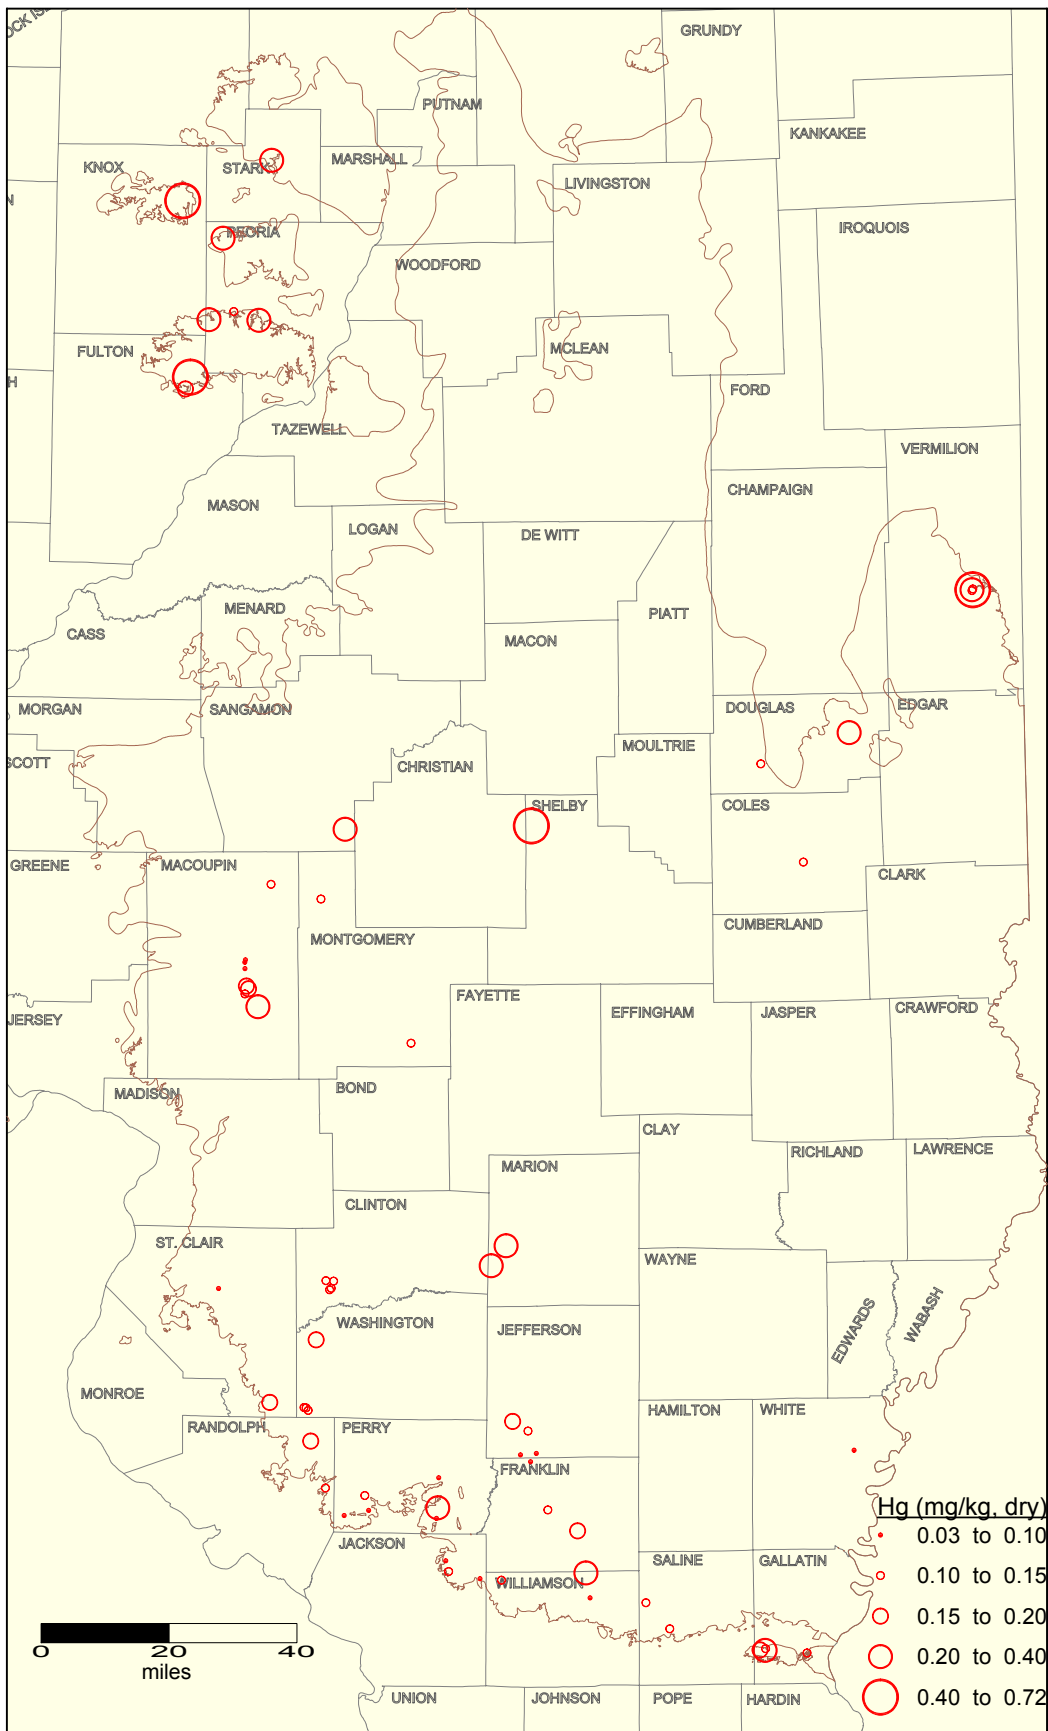 GRUNDY
PUTNAM
KANKAKEE
KNOX
STARK
MARSHALL
LIVINGSTON
N
IROQUOIS
PEORIA
WOODFORD
FULTON
MCLEAN
H
FORD
TAZEWELL
VERMILION
CHAMPAIGN
MASON
LOGAN
DE WITT
MENARD
PIATT
CASS
MACON
MORGAN
SANGAMON
DOUGLAS
EDGAR
MOULTRIE
SCOTT
CHRISTIAN
SHELBY
COLES
GREENE
MACOUPIN
CLARK
CUMBERLAND
MONTGOMERY
FAYETTE
EFFINGHAM
JASPER
CRAWFORD
JERSEY
BOND
MADISON
CLAY
RICHLAND
LAWRENCE
MARION
CLINTON
ST. CLAIR
WAYNE
EDWARDS
WABASH
WASHINGTON
JEFFERSON
MONROE
HAMILTON
WHITE
RANDOLPH
PERRY
FRANKLIN
Hg (mg/kg, dry)
0.03 to 0.10
JACKSON
SALINE
GALLATIN
0.10 to 0.15
WILLIAMSON
0.15 to 0.20
0 20 40
miles
0.20 to 0.40
UNION
JOHNSON
POPE
HARDIN
0.40 to 0.72